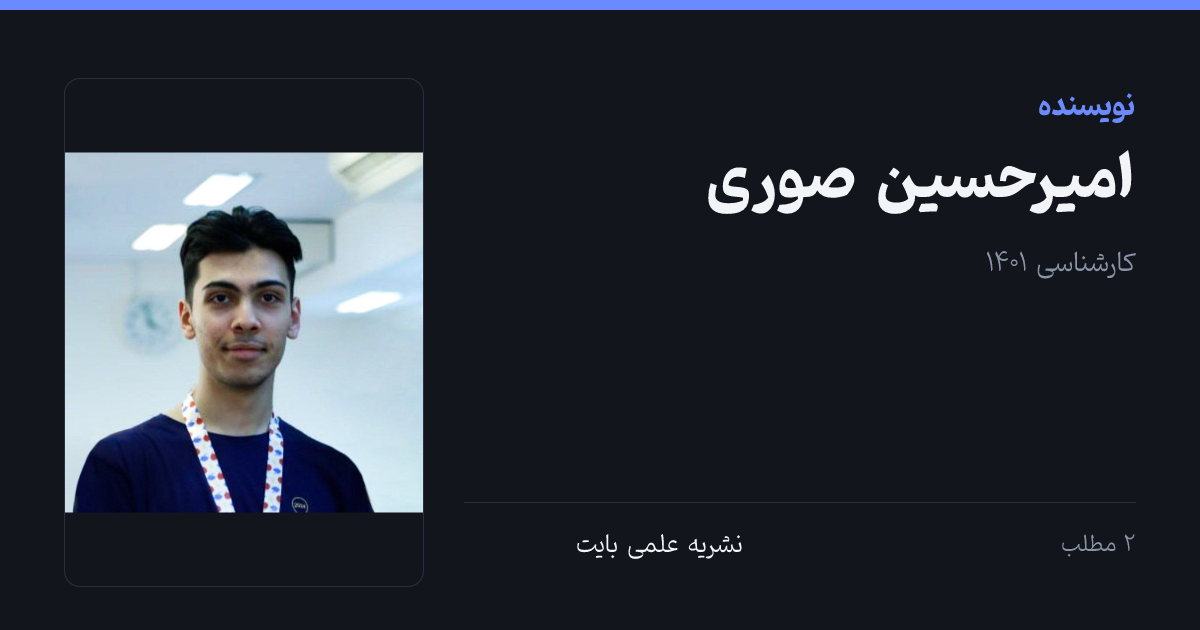 نویسنده
امیرحسین صوری
کارشناسی ۱۴۰۱
۲ مطلب
نشریه علمی بایت